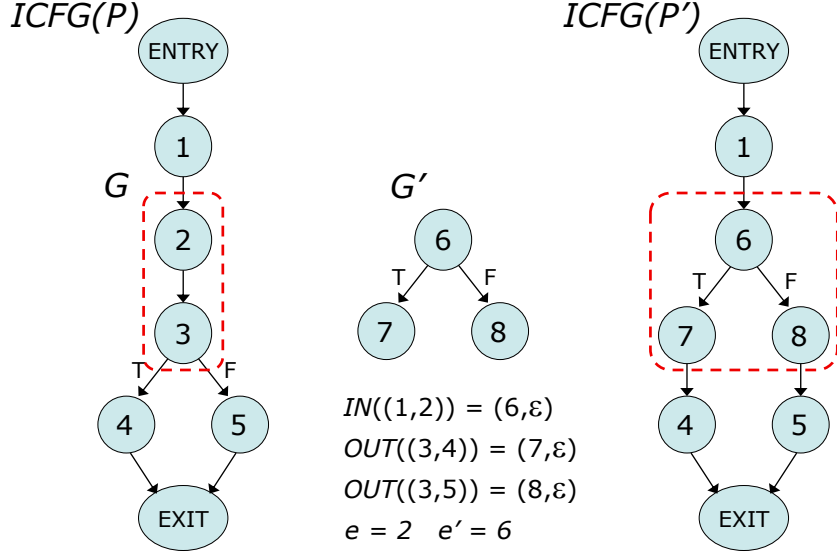 ICFG(P)
ENTRY
1
G
2
3
T
F
4
5
EXIT
G’
6
T
F
7
8
IN((1,2)) = (6,ε)
OUT((3,4)) = (7,ε)
OUT((3,5)) = (8,ε)
e = 2 e’ = 6
ICFG(P’)
ENTRY
1
6
T
F
7
8
4
5
EXIT